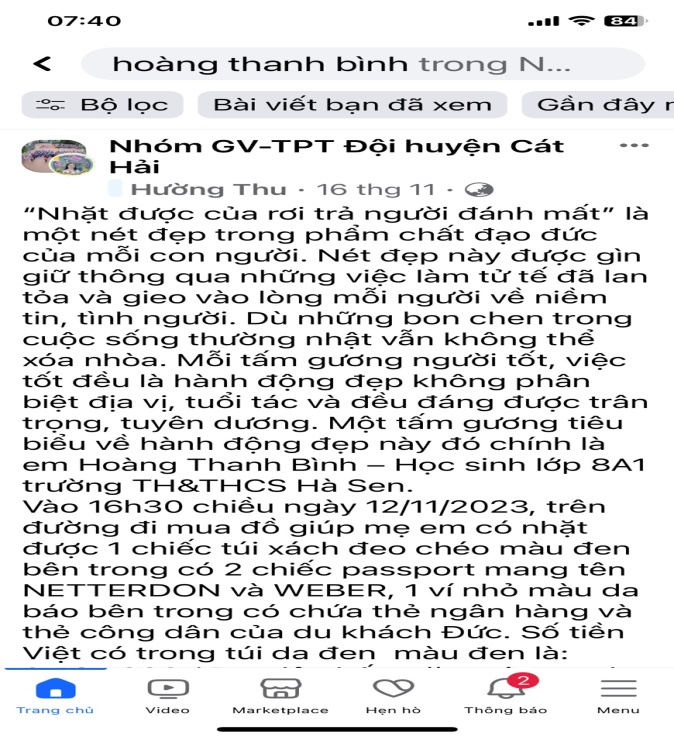 07:40
84
hoàng thanh bình trong N...
Bộ lọc
Bài viết bạn đã xem
Gần đây n
Nhóm GV-TPT Đội huyện Cát
Hải
Hường Thu · 16 thg 11 ·
“Nhặt được của rơi trả người đánh mất” là
một nét đẹp trong phẩm chất đạo đức
của mỗi con người. Nét đẹp này được gìn
giữ thông qua những việc làm tử tế đã lan
tỏa và gieo vào lòng mỗi người về niềm
tin, tình người. Dù những bon chen trong
cuộc sống thường nhật vẫn không thể
xóa nhòa. Mỗi tấm gương người tốt, việc
tốt đều là hành động đẹp không phân
biệt địa vị, tuổi tác và đều đáng được trân
trọng, tuyên dương. Một tấm gương tiêu
biểu về hành động đẹp này đó chính là
em Hoàng Thanh Bình – Học sinh lớp 8A1
trường TH&THCS Hà Sen.
Vào 16h30 chiều ngày 12/11/2023, trên
đường đi mua đồ giúp mẹ em có nhặt
được 1 chiếc túi xách đeo chéo màu đen
bên trong có 2 chiếc passport mang tên
NETTERDON và WEBER, 1 ví nhỏ màu da
báo bên trong có chứa thẻ ngân hàng và
thẻ công dân của du khách Đức. Số tiền
Việt có trong túi da đen màu đen là:
2
Trang chủ
Video
Marketplace
Hẹn hò
Thông báo
Menu